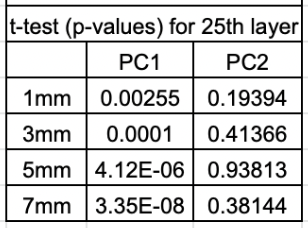 t-test (p-values) for 25th layer
PC1 PC2
1mm 0.00255 0.19394
3mm 0.0001 0.41366
5mm 4.12E-06 0.93813
7mm 3.35E-08 0.38144